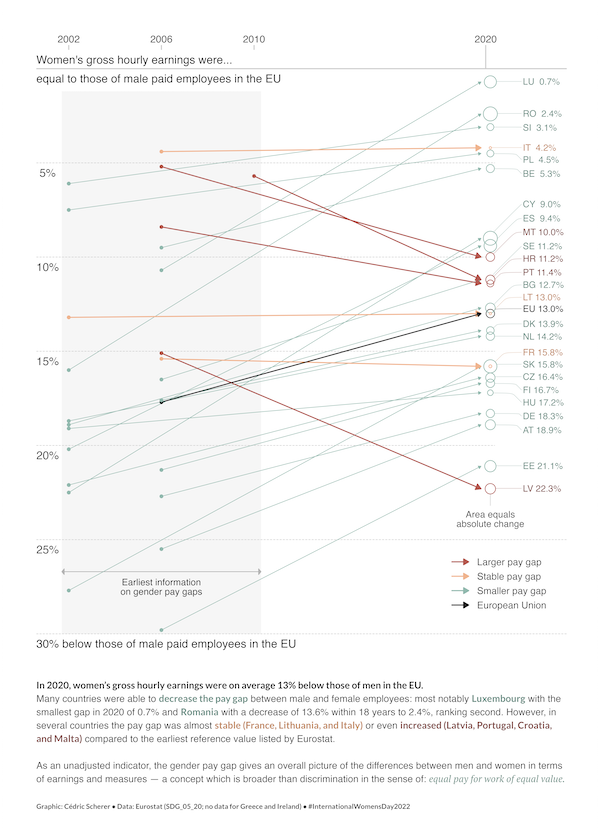 2002 2006 2010 2020
Women's gross hourly earnings were...
equal to those of male paid employees in the EU
LU 0.7%
RO 2.4%
SI 3.1%
IT 4.2%
PL 4.5%
5%
BE 5.3%
CY 9.0%
ES 9.4%
MT 10.0%
SE 11.2%
10%
HR 11.2%
PT 11.4%
BG 12.7%
LT 13.0%
EU 13.0%
DK 13.9%
NL 14.2%
15%
FR 15.8%
SK 15.8%
CZ 16.4%
FI 16.7%
HU 17.2%
DE 18.3%
AT 18.9%
20%
EE 21.1%
LV 22.3%
Area equals
absolute change
25%
Larger pay gap
Stable pay gap
Smaller pay gap
European Union
Earliest information
on gender pay gaps
30% below those of male paid employees in the EU
In 2020, women's gross hourly earnings were on average 13% below those of men in the EU.
Many countries were able to decrease the pay gap between male and female employees: most notably Luxembourg with the
smallest gap in 2020 of 0.7% and Romania with a decrease of 13.6% within 18 years to 2.4%, ranking second. However, in
several countries the pay gap was almost stable (France, Lithuania, and Italy) or even increased (Latvia, Portugal, Croatia,
and Malta) compared to the earliest reference value listed by Eurostat.
As an unadjusted indicator, the gender pay gap gives an overall picture of the differences between men and women in terms
of earnings and measures — a concept which is broader than discrimination in the sense of: equal pay for work of equal value.
Graphic: Cédric Scherer • Data: Eurostat (SDG_05_20; no data for Greece and Ireland) • #InternationalWomensDay2022